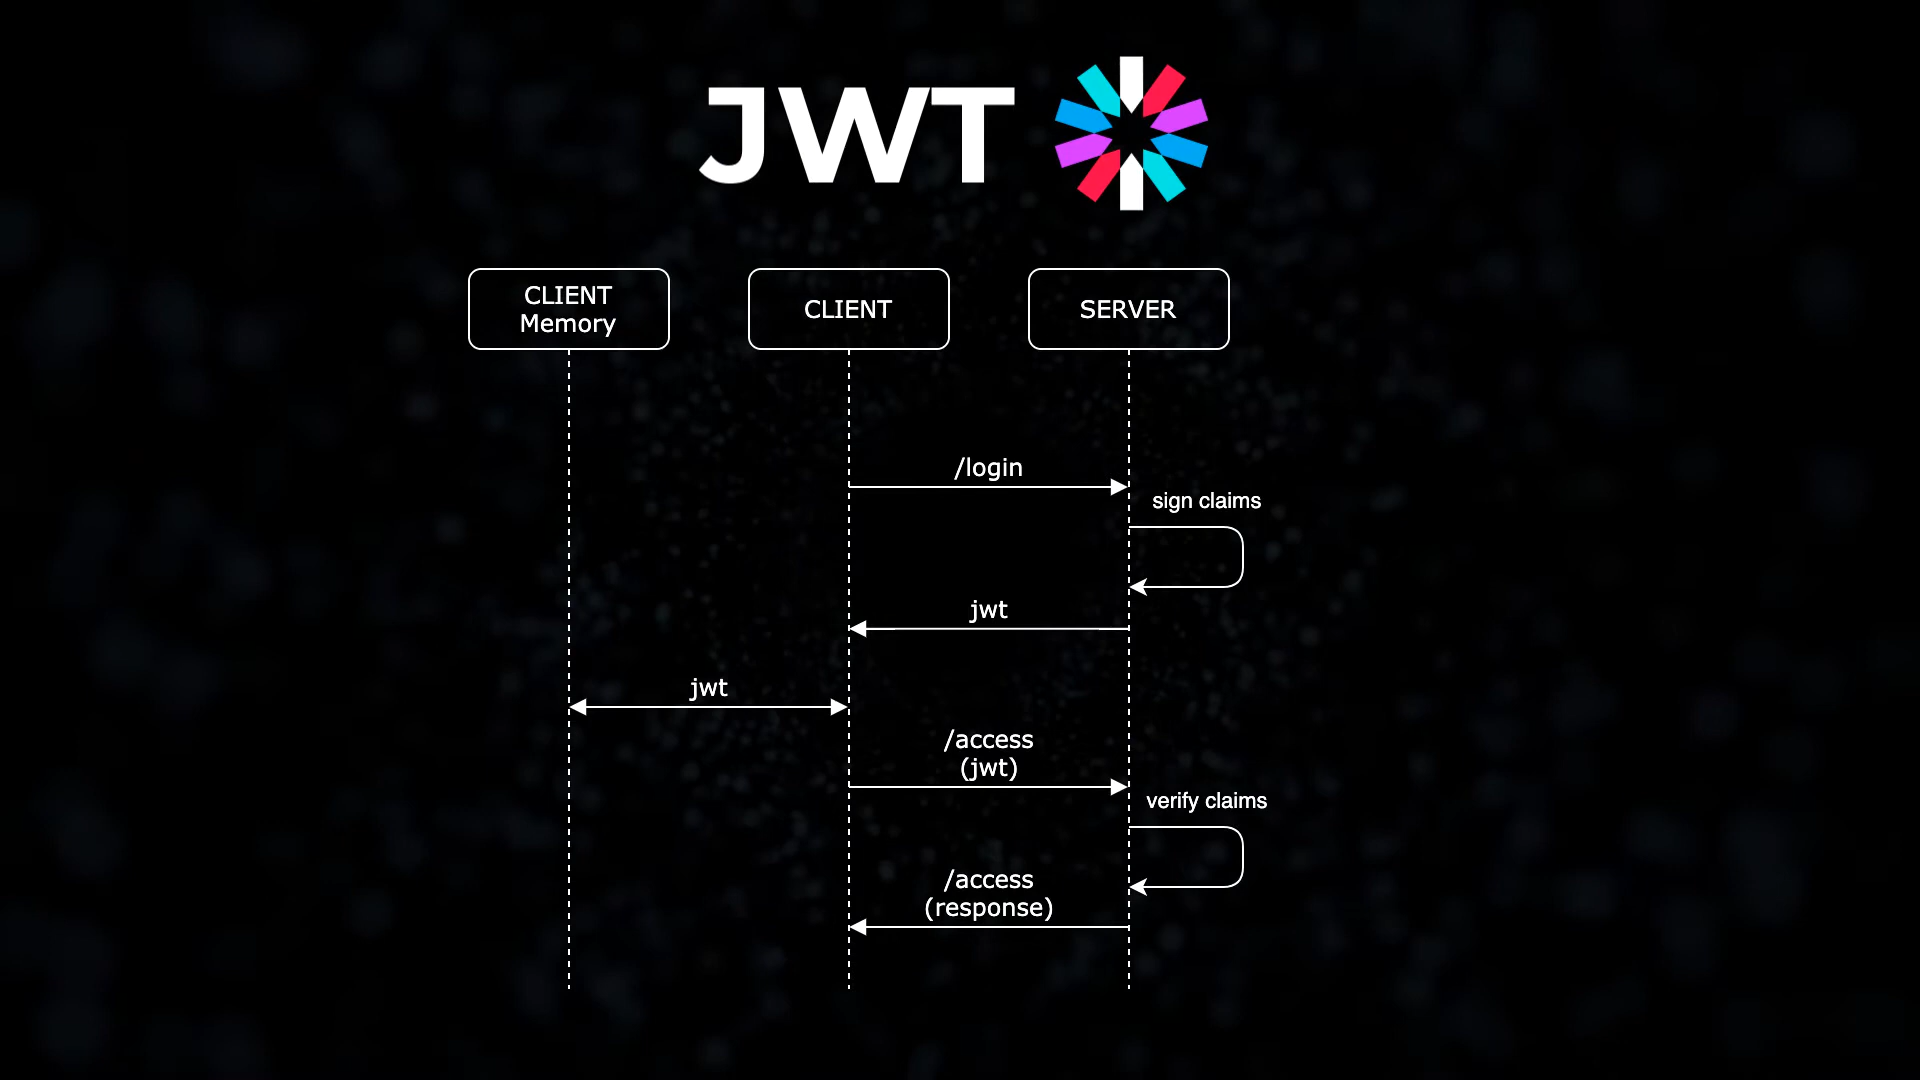 JWT
CLIENT
Memory
CLIENT
SERVER
/login
sign claims
jwt
jwt
/access
(jwt)
verify claims
/access
(response)